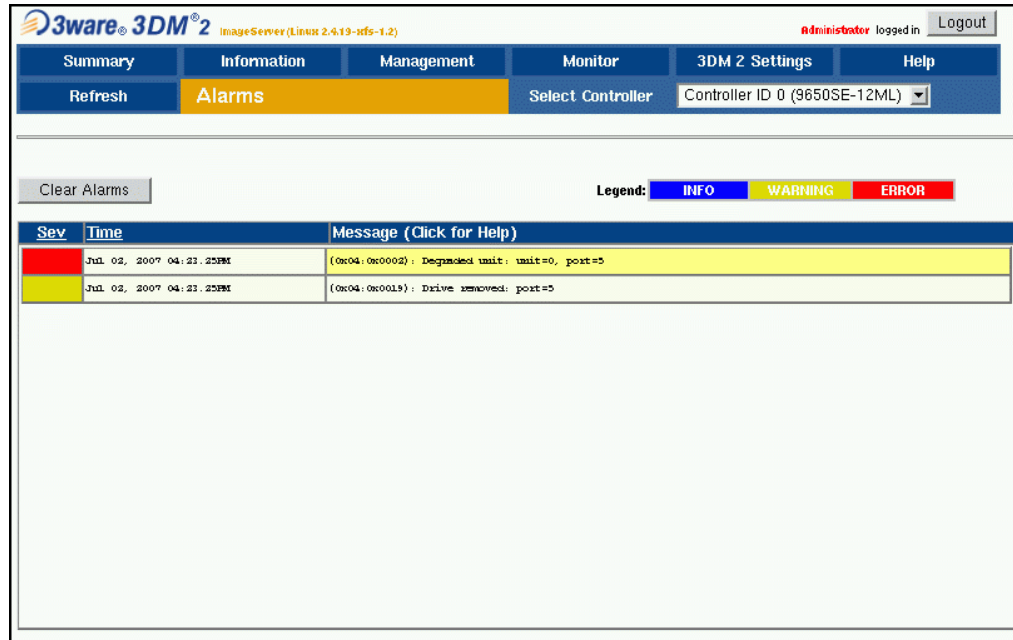 3ware® 3DM®2 ImageServer (Linux 2.4.19-xfs-1.2) Administrator logged in Logout
Summary Information Management Monitor 3DM 2 Settings Help
Refresh Alarms Select Controller Controller ID 0 (9650SE-12ML)
Clear Alarms Legend: INFO WARNING ERROR
Sev Time Message (Click for Help)
Jul 02, 2007 04:23.25PM (0x04:0x0002): Degraded unit: unit=0, port=5
Jul 02, 2007 04:23.25PM (0x04:0x0019): Drive removed: port=5